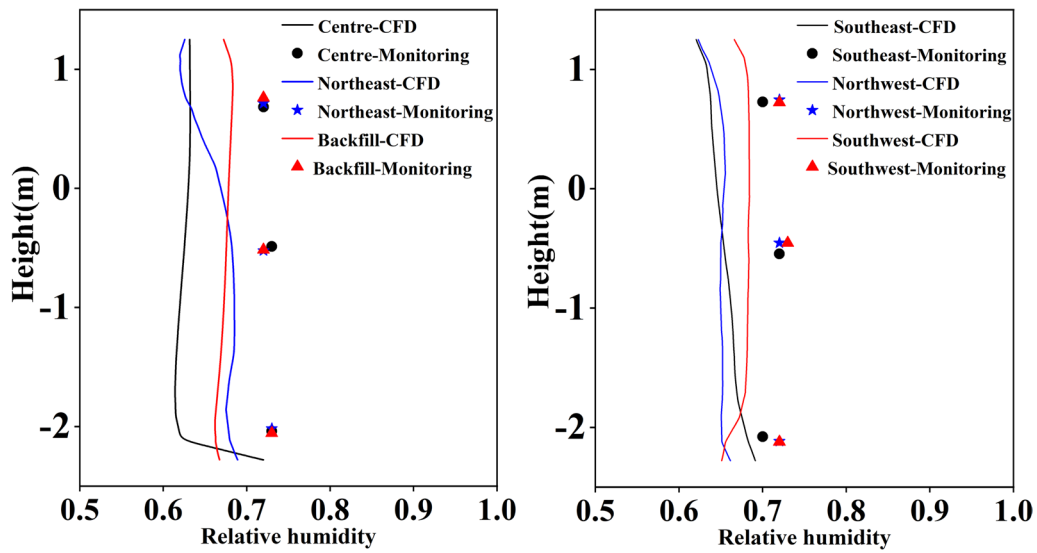 Centre-CFD
Centre-Monitoring
Northeast-CFD
Northeast-Monitoring
Backfill-CFD
Backfill-Monitoring
Height(m)
1
0
-1
-2
0.5 0.6 0.7 0.8 0.9 1.0
Relative humidity
Southeast-CFD
Southeast-Monitoring
Northwest-CFD
Northwest-Monitoring
Southwest-CFD
Southwest-Monitoring
Height(m)
1
0
-1
-2
0.5 0.6 0.7 0.8 0.9 1.0
Relative humidity